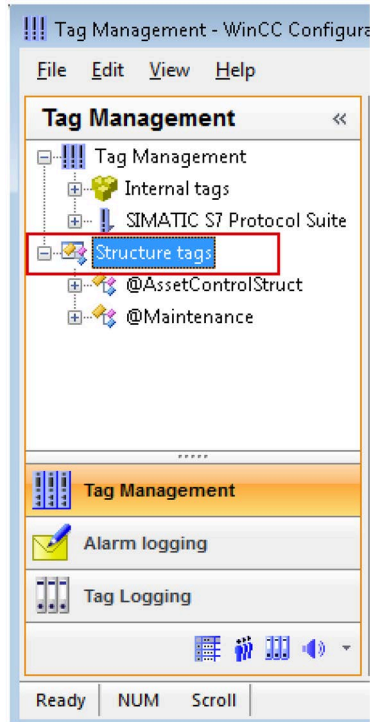 Tag Management - WinCC Configura
File Edit View Help
Tag Management «
Tag Management
Internal tags
SIMATIC S7 Protocol Suite
Structure tags
@AssetControlStruct
@Maintenance
Tag Management
Alarm logging
Tag Logging
Ready NUM Scroll